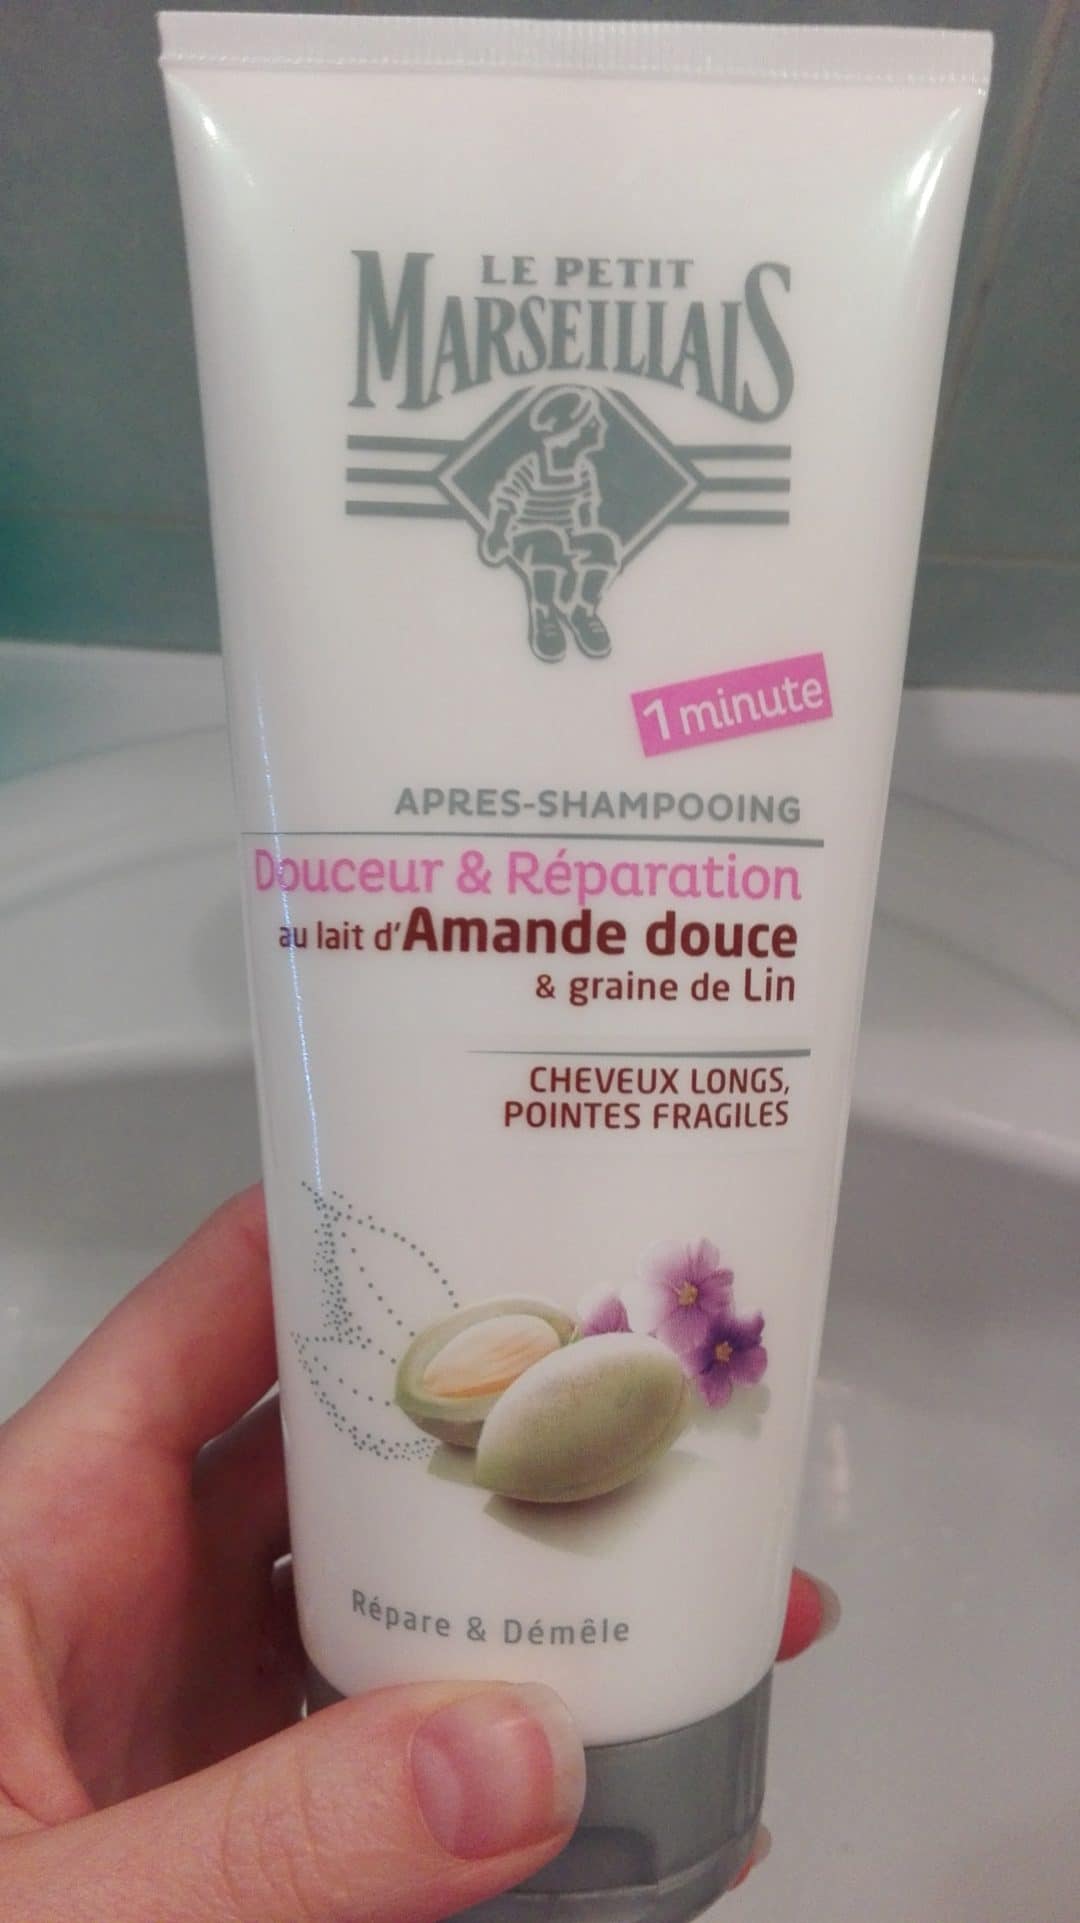 LE PETIT
MARSEILLAIS
1 minute
APRES-SHAMPOOING
Douceur & Réparation
au lait d'Amande douce
& graine de Lin
CHEVEUX LONGS,
POINTES FRAGILES
Répare & Démêle